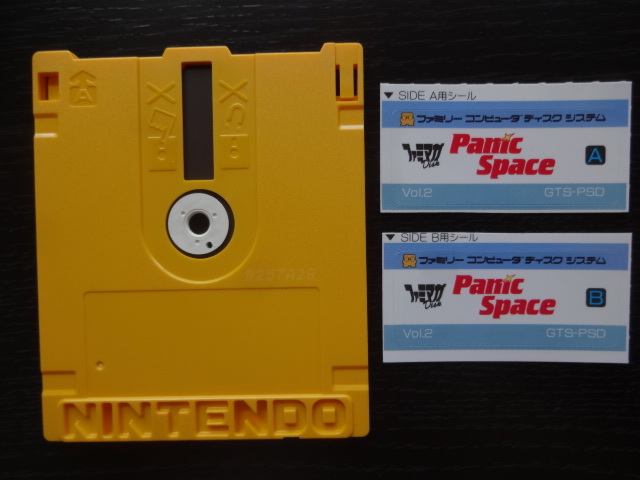 A
8257A29
NINTENDO
▼ SIDE A用シール
ファミリー コンピュータ ディスク システム
ファミマガ
Disk
Panic
Space
A
Vol.2
GTS-PSD
▼ SIDE B用シール
ファミリー コンピュータ ディスク システム
ファミマガ
Disk
Panic
Space
B
Vol.2
GTS-PSD